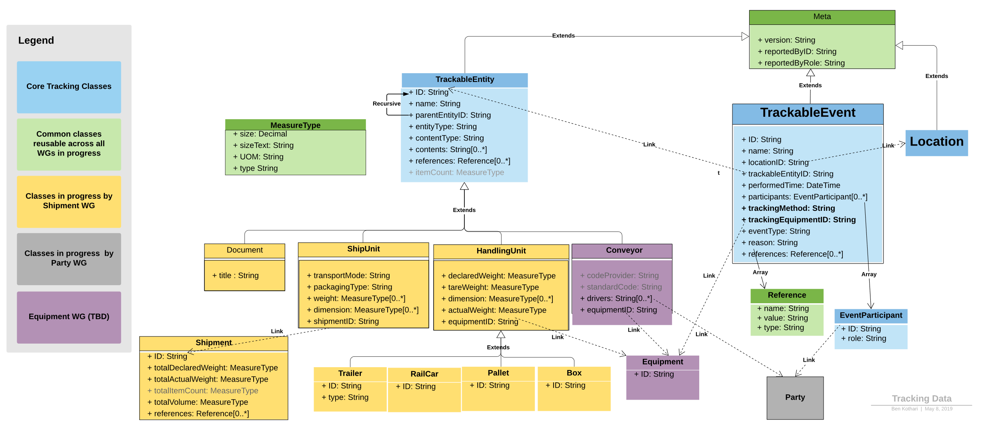 Legend
Core Tracking Classes
Common classes
reusable across all
WGs in progress
Classes in progress by
Shipment WG
Classes in progress  by
Party WG
Equipment WG (TBD)
Meta
+ version: String
+ reportedByID: String
+ reportedByRole: String
Extends
Extends
Extends
TrackableEntity
+ ID: String
+ name: String
+ parentEntityID: String
+ entityType: String
+ contentType: String
+ contents: String[0..*]
+ references: Reference[0..*]
+ itemCount: MeasureType
Recursive
MeasureType
+ size: Decimal
+ sizeText: String
+ UOM: String
+ type String
TrackableEvent
+ ID: String
+ name: String
+ locationID: String
+ trackableEntityID: String
+ performedTime: DateTime
+ participants: EventParticipant[0..*]
+ trackingMethod: String
+ trackingEquipmentID: String
+ eventType: String
+ reason: String
+ references: Reference[0..*]
Location
Link
Link
t
Extends
Document
+ title : String
ShipUnit
+ transportMode: String
+ packagingType: String
+ weight: MeasureType[0..*]
+ dimension: MeasureType[0..*]
+ shipmentID: String
HandlingUnit
+ declaredWeight: MeasureType
+ tareWeight: MeasureType
+ dimension: MeasureType[0..*]
+ actualWeight: MeasureType
+ equipmentID: String
Conveyor
+ codeProvider: String
+ standardCode: String
+ drivers: String[0..*]
+ equipmentID: String
Link
Array
Array
Reference
+ name: String
+ value: String
+ type: String
EventParticipant
+ ID: String
+ role: String
Link
Link
Link
Link
Link
Shipment
+ ID: String
+ totalDeclaredWeight: MeasureType
+ totalActualWeight: MeasureType
+ totalItemCount: MeasureType
+ totalVolume: MeasureType
+ references: Reference[0..*]
Extends
Trailer
+ ID: String
+ type: String
RailCar
+ ID: String
Pallet
+ ID: String
Box
+ ID: String
Equipment
+ ID: String
Party
Tracking Data
Ben Kothari  |  May 8, 2019